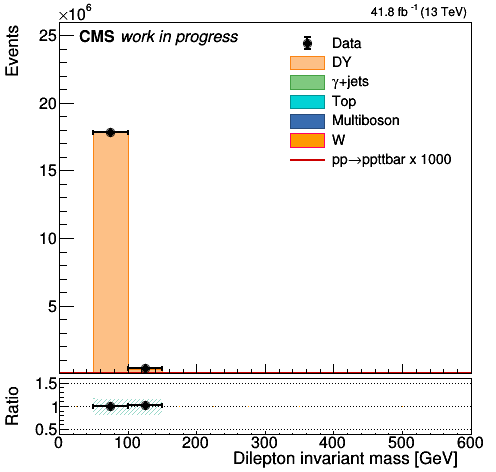 ×10⁶
41.8 fb⁻¹ (13 TeV)
CMS work in progress
Events
25
20
15
10
5
Data
DY
γ+jets
Top
Multiboson
W
pp→ppttbar x 1000
Ratio
1.5
1
0.5
0 100 200 300 400 500 600
Dilepton invariant mass [GeV]